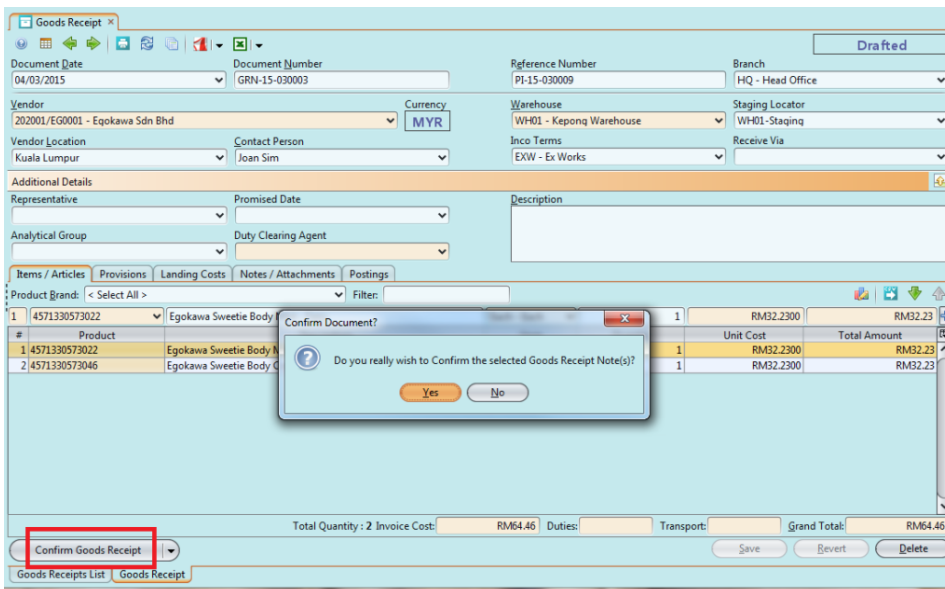 Goods Receipt ×
Drafted
Document Date Document Number Reference Number Branch
04/03/2015 GRN-15-030003 PI-15-030009 HQ - Head Office
Vendor Currency Warehouse Staging Locator
202001/EG0001 - Eqokawa Sdn Bhd MYR WH01 - Kepong Warehouse WH01-Staging
Vendor Location Contact Person Inco Terms Receive Via
Kuala Lumpur Joan Sim EXW - Ex Works
Additional Details
Representative Promised Date Description
Analytical Group Duty Clearing Agent
Items / Articles Provisions Landing Costs Notes / Attachments Postings
Product Brand: < Select All > Filter:
1 4571330573022 Egokawa Sweetie Body 1 RM32.2300 RM32.23
Confirm Document?
# Product Unit Cost Total Amount
1 4571330573022 Egokawa Sweetie Body 1 RM32.2300 RM32.23
2 4571330573046 Egokawa Sweetie Body 1 RM32.2300 RM32.23
Do you really wish to Confirm the selected Goods Receipt Note(s)?
Yes No
Total Quantity : 2 Invoice Cost: RM64.46 Duties: Transport: Grand Total: RM64.46
Confirm Goods Receipt Save Revert Delete
Goods Receipts List Goods Receipt